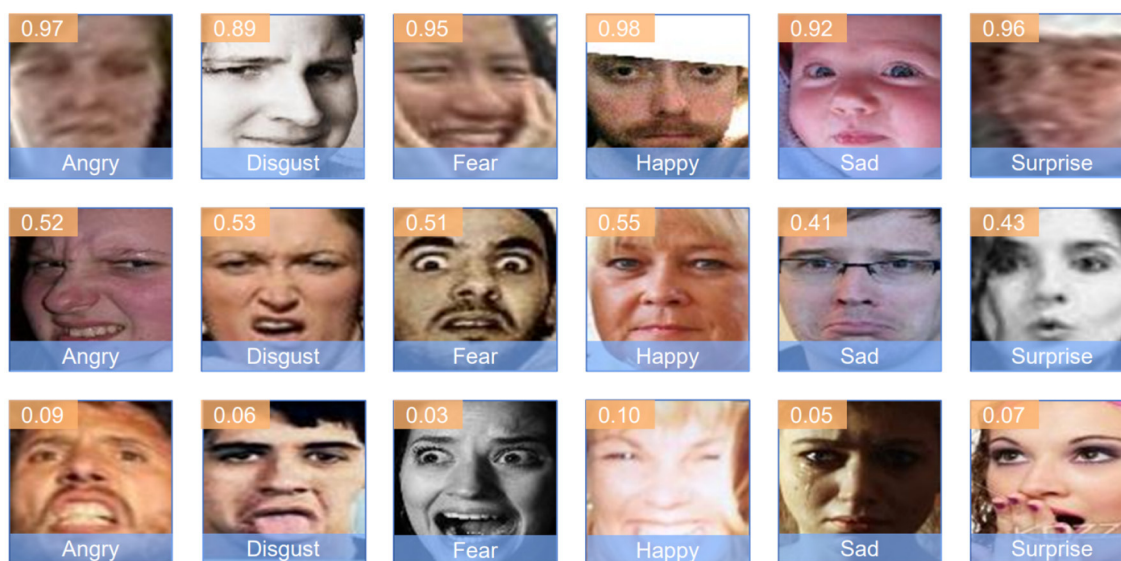 0.97 0.89 0.95 0.98 0.92 0.96
Angry Disgust Fear Happy Sad Surprise
0.52 0.53 0.51 0.55 0.41 0.43
Angry Disgust Fear Happy Sad Surprise
0.09 0.06 0.03 0.10 0.05 0.07
Angry Disgust Fear Happy Sad Surprise